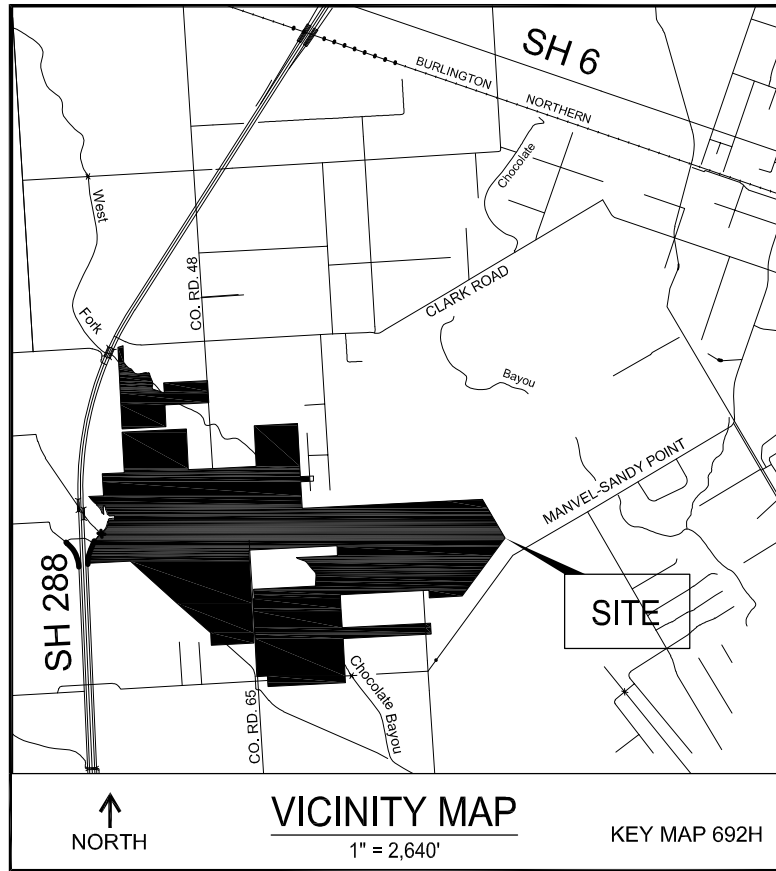 SH 6
BURLINGTON
NORTHERN
Chocolate
West
CO. RD. 48
CLARK ROAD
Fork
Bayou
MANVEL-SANDY POINT
SH 288
SITE
Chocolate
Bayou
CO. RD. 65
NORTH
VICINITY MAP
1" = 2,640'
KEY MAP 692H